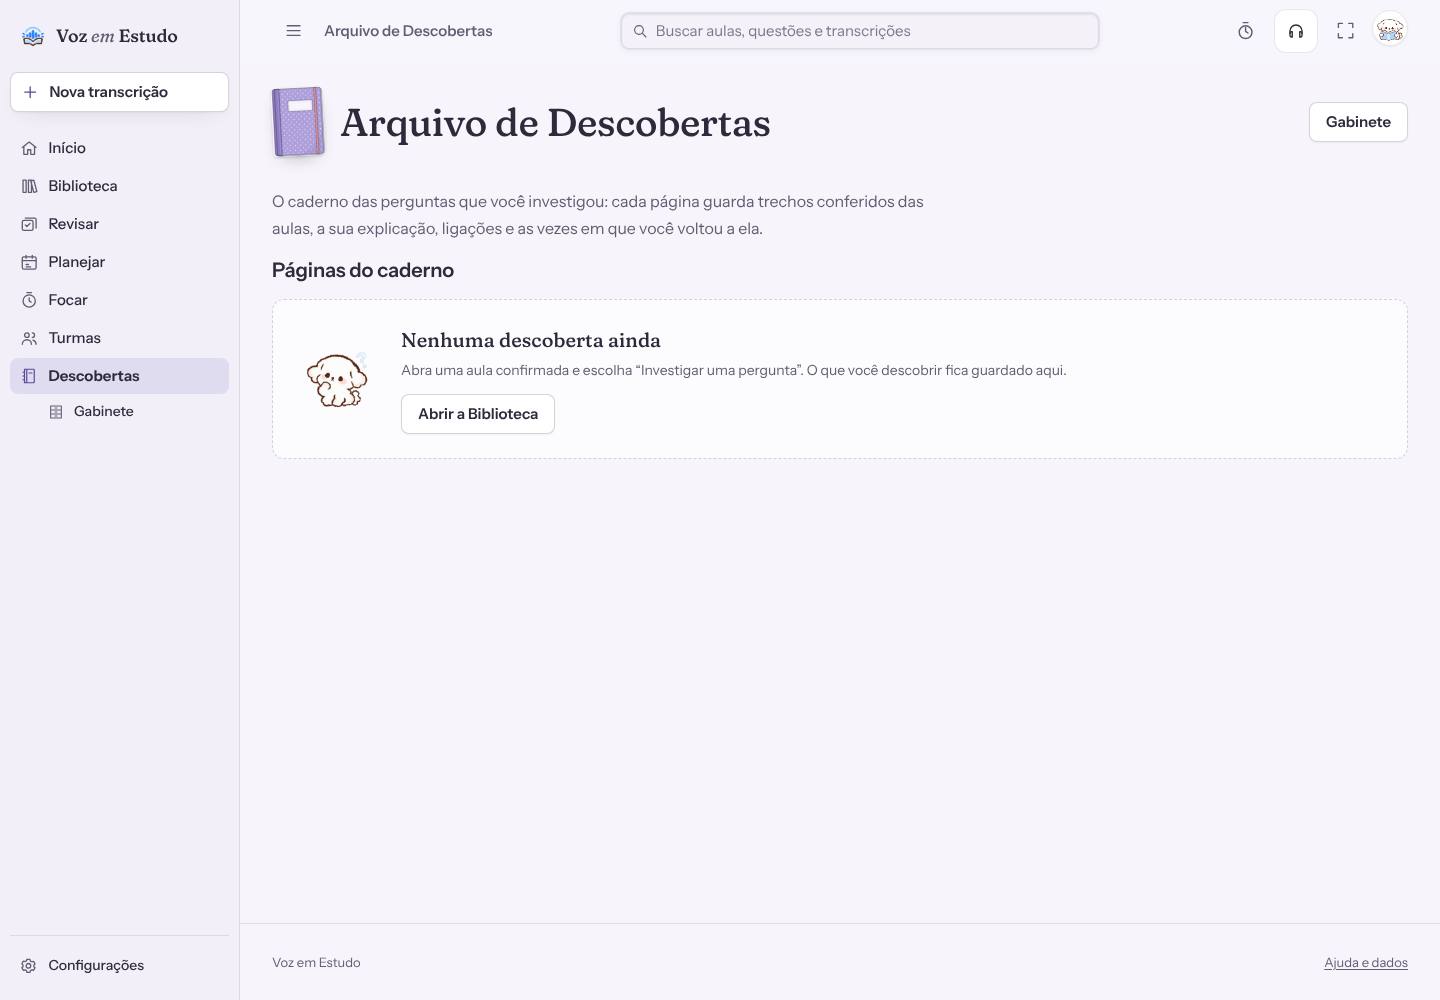 Voz em Estudo
Nova transcrição
Início
Biblioteca
Revisar
Planejar
Focar
Turmas
Descobertas
Gabinete
Configurações
Arquivo de Descobertas
Buscar aulas, questões e transcrições
Arquivo de Descobertas
Gabinete
O caderno das perguntas que você investigou: cada página guarda trechos conferidos das
aulas, a sua explicação, ligações e as vezes em que você voltou a ela.
Páginas do caderno
Nenhuma descoberta ainda
Abra uma aula confirmada e escolha “Investigar uma pergunta”. O que você descobrir fica guardado aqui.
Abrir a Biblioteca
Voz em Estudo
Ajuda e dados